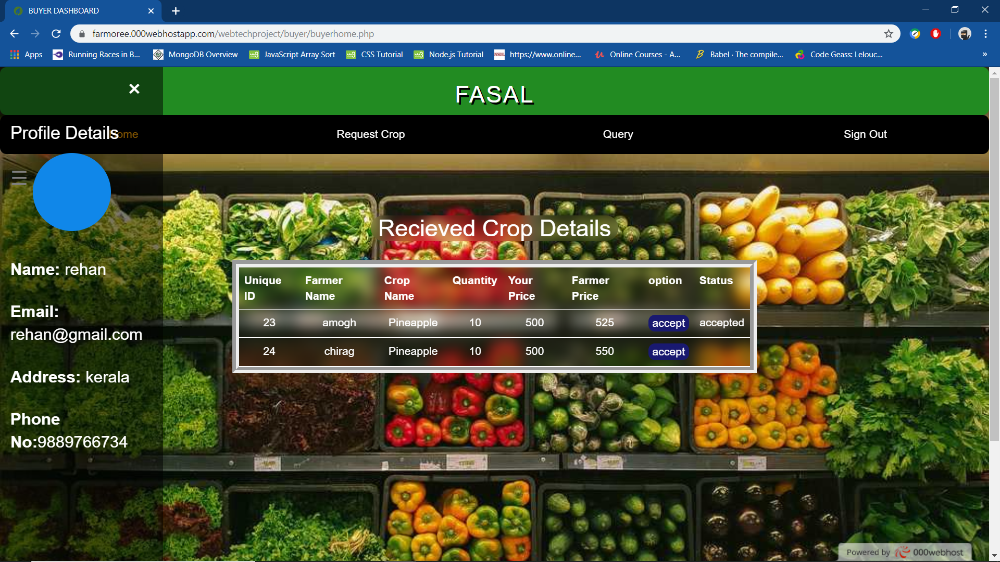 BUYER DASHBOARD
farmoree.000webhostapp.com/webtechproject/buyer/buyerhome.php
Apps Running Races in B... MongoDB Overview JavaScript Array Sort CSS Tutorial Node.js Tutorial NSDL https://www.online... Online Courses - A... Babel · The compile... Code Geass: Lelouc... »
FASAL
Profile Details
Home Request Crop Query Sign Out
Recieved Crop Details
Name: rehan
Email:
rehan@gmail.com
Address: kerala
Phone
No:9889766734
Unique ID Farmer Name Crop Name Quantity Your Price Farmer Price option Status
23 amogh Pineapple 10 500 525 accept accepted
24 chirag Pineapple 10 500 550 accept
Powered by 000webhost